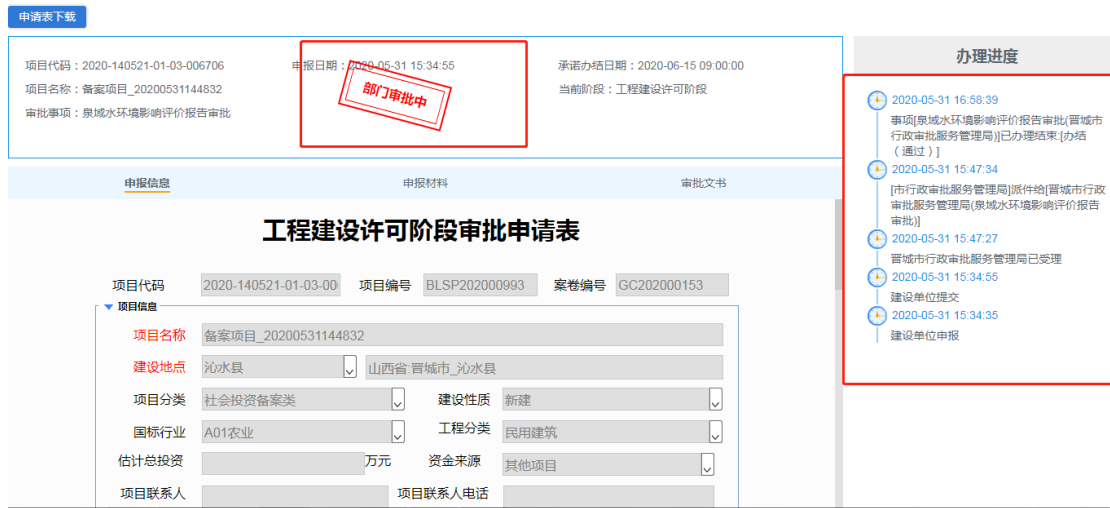 申请表下载
项目代码：2020-140521-01-03-006706
申报日期：2020-05-31 15:34:55
承诺办结日期：2020-06-15 09:00:00
项目名称：备案项目_20200531144832
当前阶段：工程建设许可阶段
审批事项：泉域水环境影响评价报告审批
部门审批中
申报信息
申报材料
审批文书
工程建设许可阶段审批申请表
项目代码 2020-140521-01-03-00 项目编号 BLSP202000993 案卷编号 GC202000153
项目信息
项目名称 备案项目_20200531144832
建设地点 沁水县 山西省.晋城市_沁水县
项目分类 社会投资备案类 建设性质 新建
国标行业 A01农业 工程分类 民用建筑
估计总投资 万元 资金来源 其他项目
项目联系人 项目联系人电话
办理进度
2020-05-31 16:58:39
事项[泉域水环境影响评价报告审批(晋城市
行政审批服务管理局)]已办理结束:[办结
（通过）]
2020-05-31 15:47:34
[市行政审批服务管理局]派件给[晋城市行政
审批服务管理局(泉域水环境影响评价报告
审批)]
2020-05-31 15:47:27
晋城市行政审批服务管理局已受理
2020-05-31 15:34:55
建设单位提交
2020-05-31 15:34:35
建设单位申报